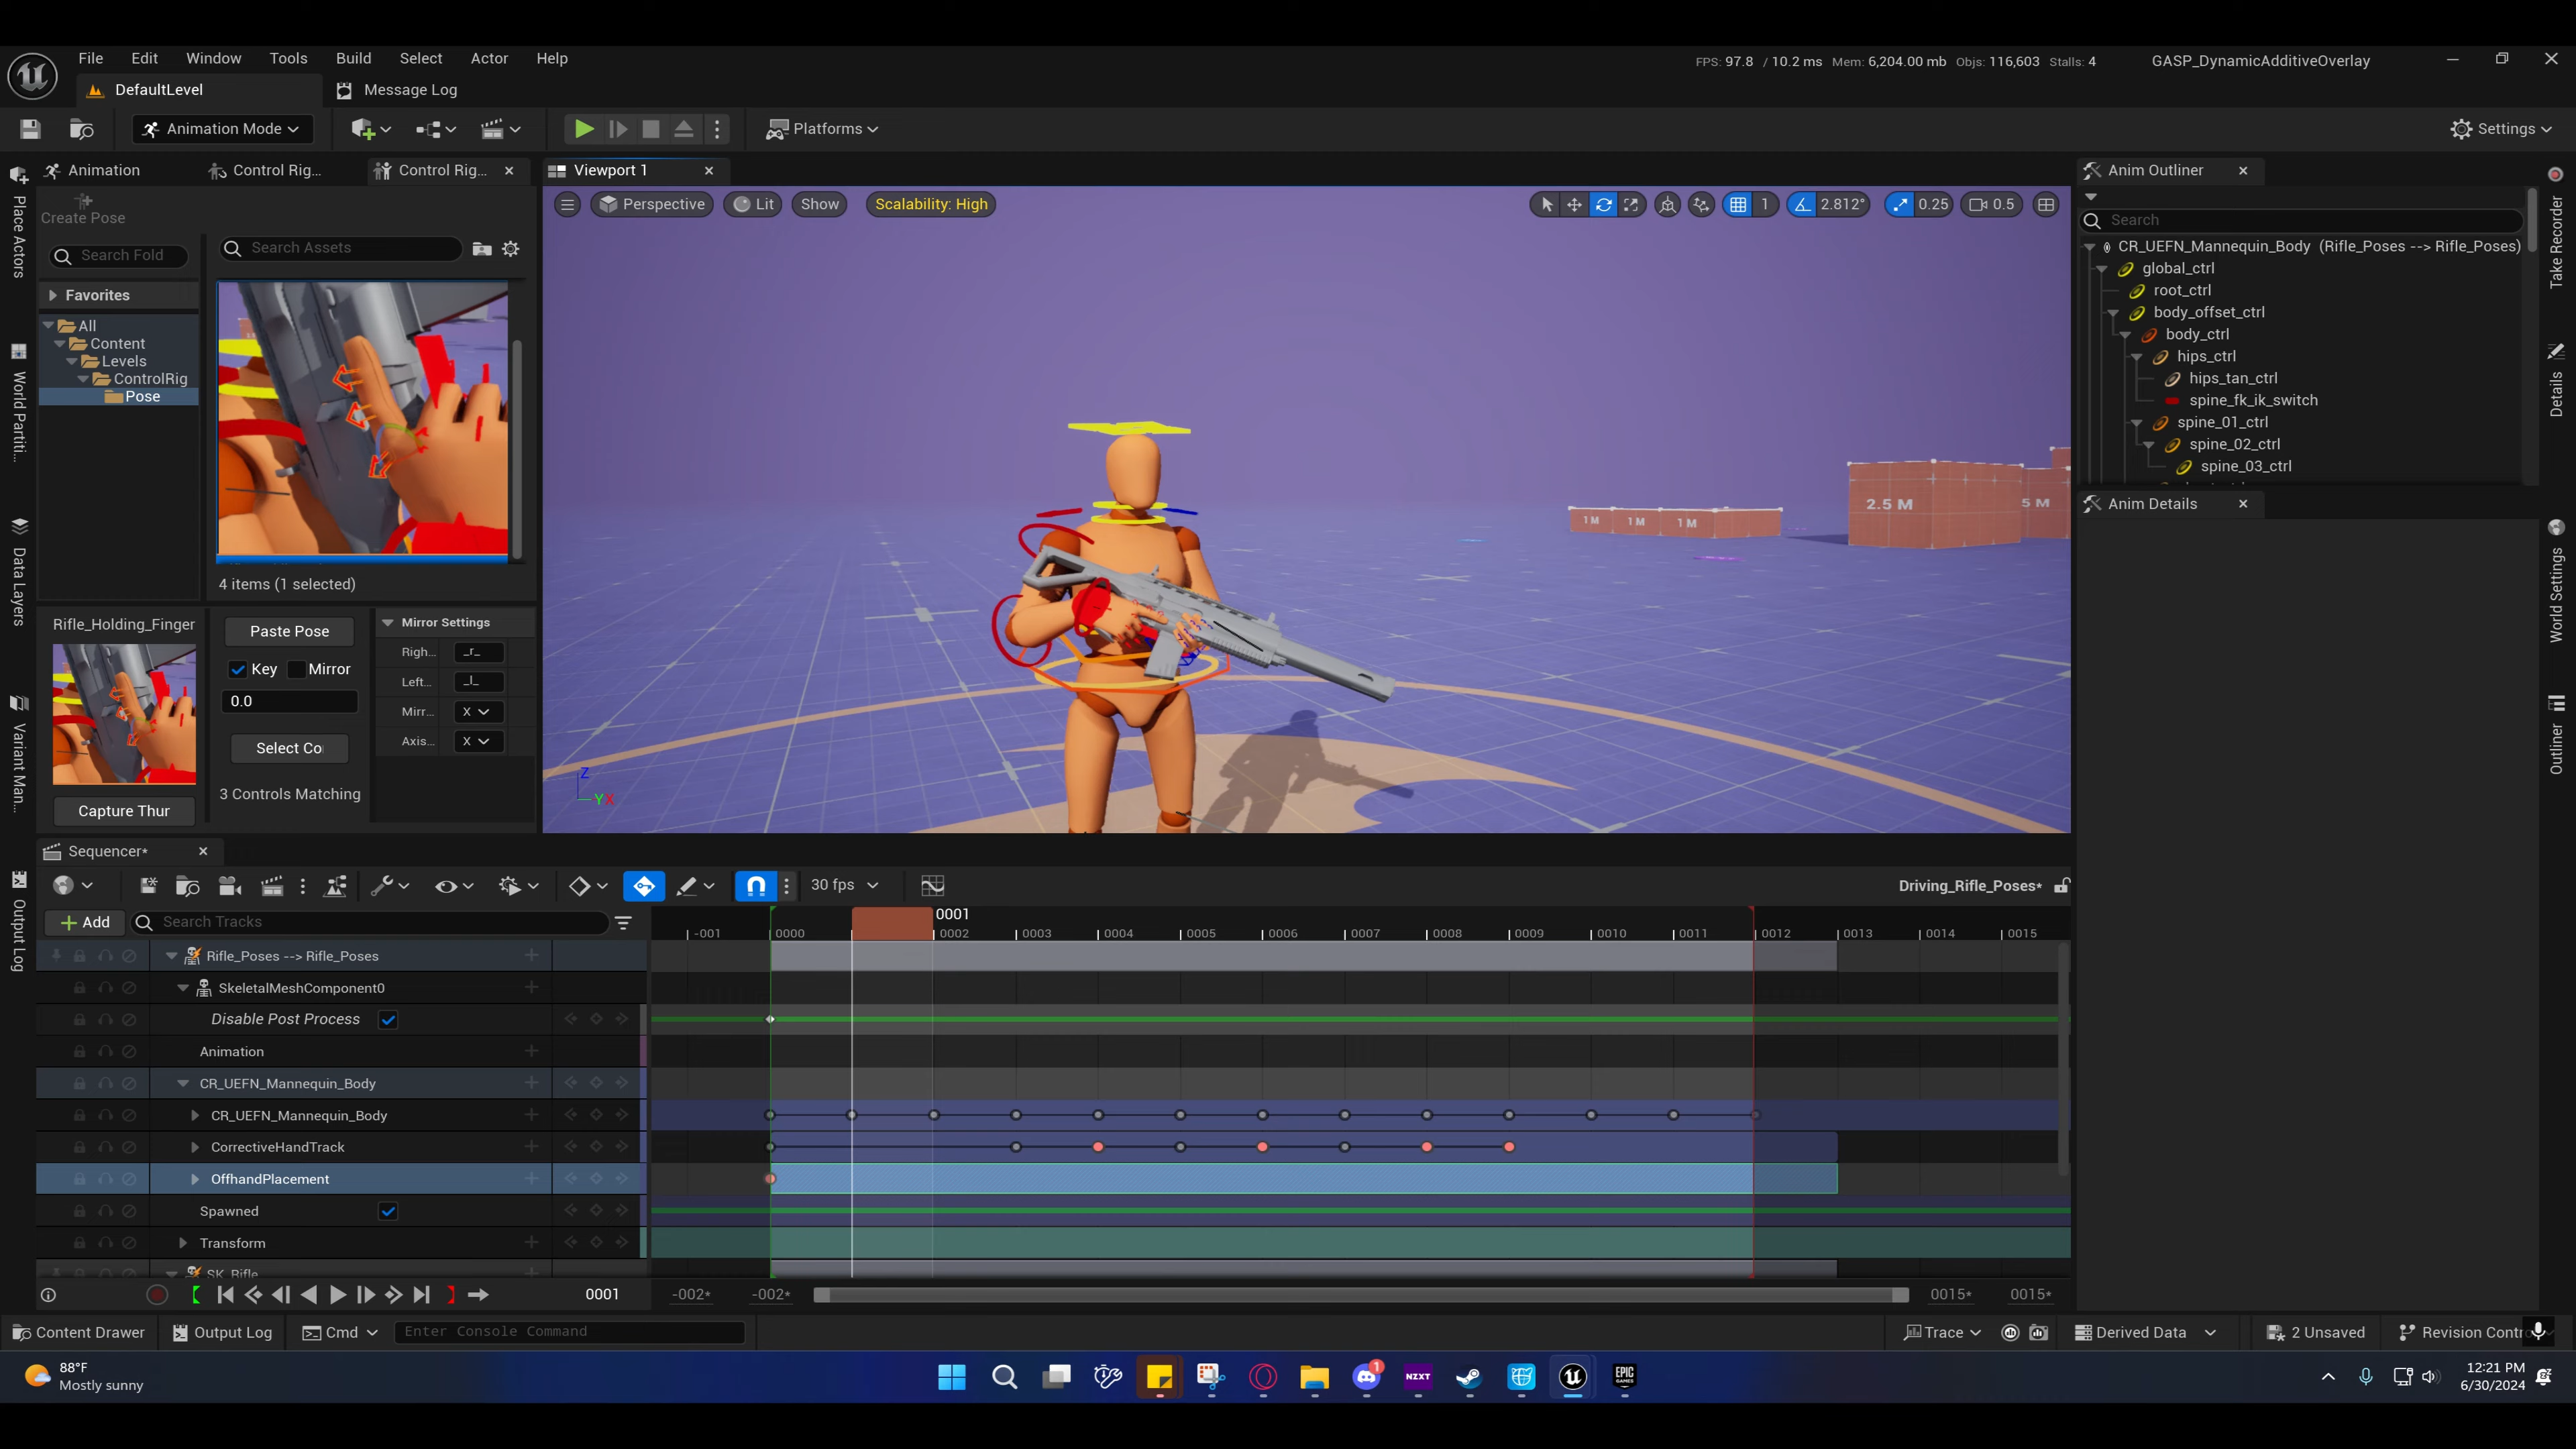 File Edit Window Tools Build Select Actor Help
FPS: 97.8 / 10.2 ms Mem: 6,204.00 mb Objs: 116,603 Stalls: 4
GASP_DynamicAdditiveOverlay
DefaultLevel
Message Log
Animation Mode
Platforms
Settings
Place Actors
World Partiti...
Data Layers
Variant Man...
Output Log
Animation
Control Rig...
Control Rig...
Create Pose
Search Fold
Search Assets
Favorites
All
Content
Levels
ControlRig
Pose
4 items (1 selected)
Rifle_Holding_Finger
Capture Thur
Paste Pose
Key
Mirror
0.0
Select Co
3 Controls Matching
Mirror Settings
Righ... _r_
Left... _l_
Mirr... X
Axis... X
Viewport 1
Perspective
Lit
Show
Scalability: High
1
2.812°
0.25
0.5
1 M 1 M 1 M
2.5 M
5 M
Z
Y X
Anim Outliner
Search
CR_UEFN_Mannequin_Body (Rifle_Poses --> Rifle_Poses)
global_ctrl
root_ctrl
body_offset_ctrl
body_ctrl
hips_ctrl
hips_tan_ctrl
spine_fk_ik_switch
spine_01_ctrl
spine_02_ctrl
spine_03_ctrl
Anim Details
Take Recorder
Details
World Settings
Outliner
Sequencer*
30 fps
Driving_Rifle_Poses*
Add
Search Tracks
0001
-001 0000 0002 0003 0004 0005 0006 0007 0008 0009 0010 0011 0012 0013 0014 0015
Rifle_Poses --> Rifle_Poses
SkeletalMeshComponent0
Disable Post Process
Animation
CR_UEFN_Mannequin_Body
CR_UEFN_Mannequin_Body
CorrectiveHandTrack
OffhandPlacement
Spawned
Transform
SK_Rifle
0001
-002* -002*
0015* 0015*
Content Drawer
Output Log
Cmd
Enter Console Command
Trace
Derived Data
2 Unsaved
Revision Contr
88°F
Mostly sunny
1
NZXT
EPIC
GAMES
12:21 PM
6/30/2024